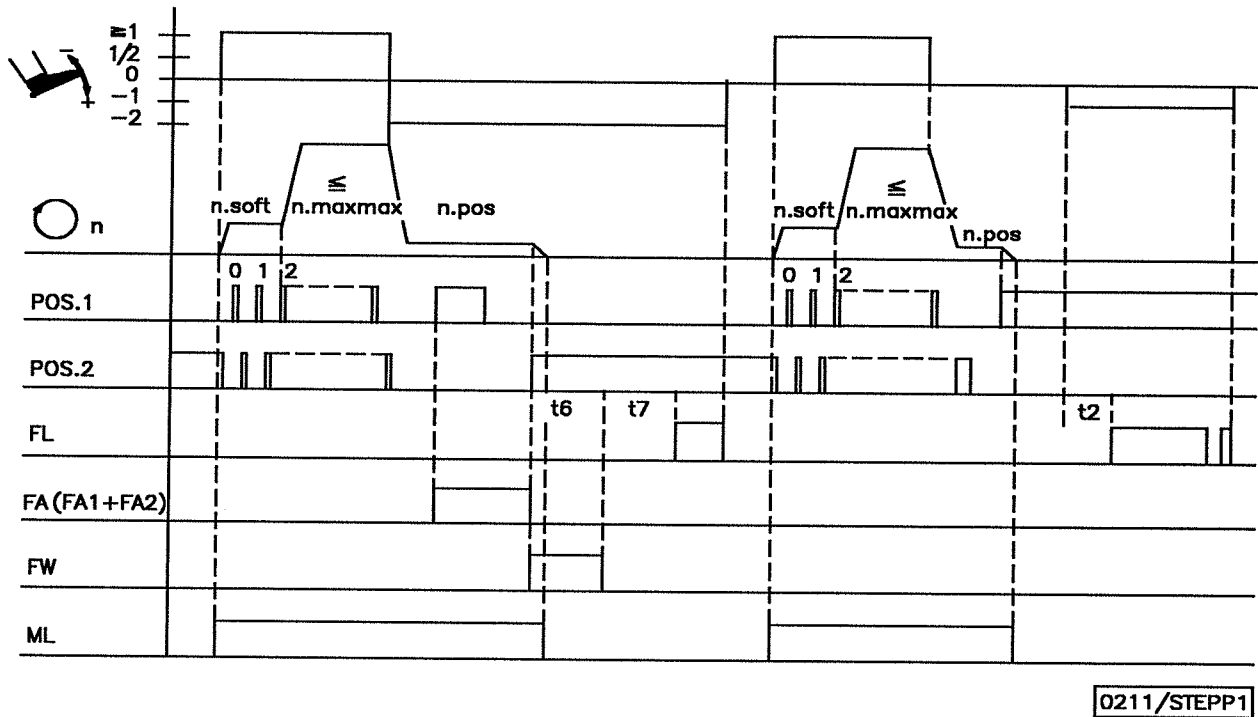 ≧1
1/2
0
−1
−2
−
+
n
n.soft
≦
n.maxmax
n.pos
n.soft
≦
n.maxmax
n.pos
0 1 2
0 1 2
POS.1
POS.2
t6 t7 t2
FL
FA(FA1+FA2)
FW
ML
0211/STEPP1